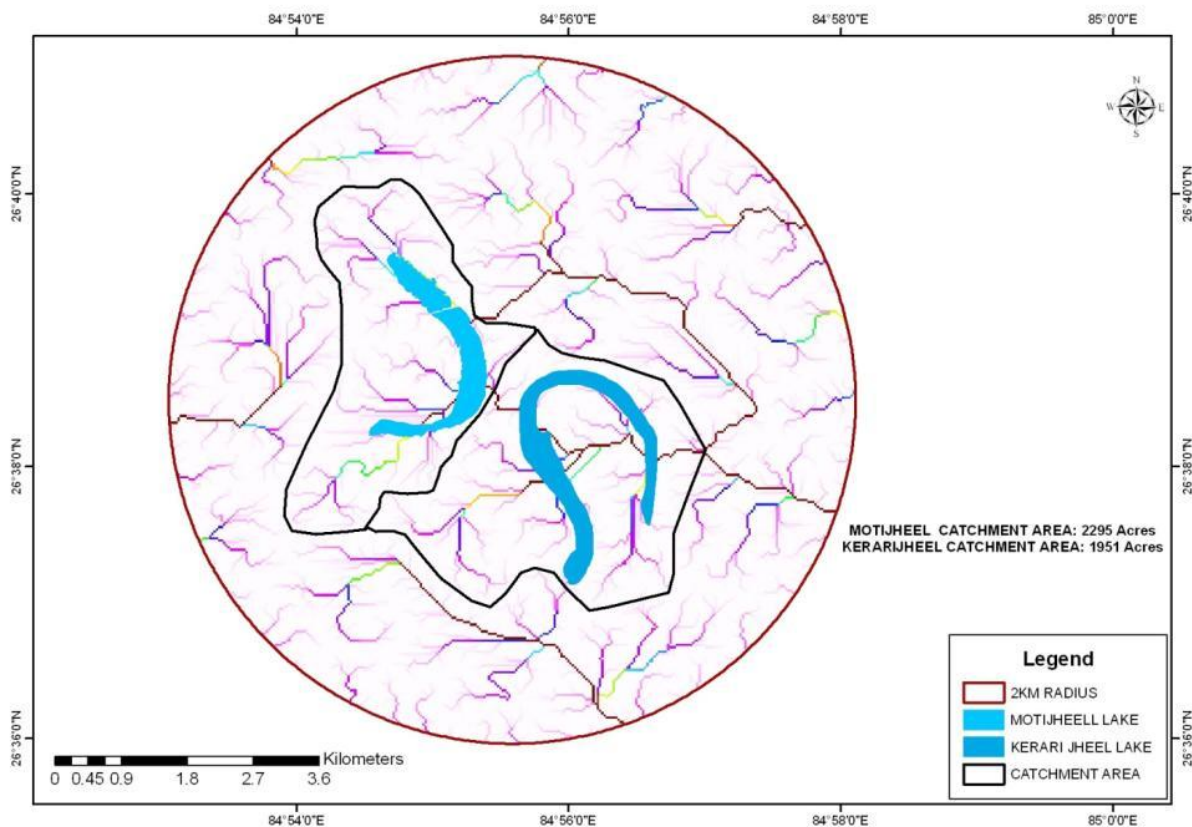 84°54'0"E 84°56'0"E 84°58'0"E 85°0'0"E
N
W E
S
26°40'0"N 26°40'0"N
26°38'0"N 26°38'0"N
MOTIJHEEL CATCHMENT AREA: 2295 Acres
KERARIJHEEL CATCHMENT AREA: 1951 Acres
Legend
2KM RADIUS
MOTIJHEELL LAKE
KERARI JHEEL LAKE
CATCHMENT AREA
26°36'0"N 26°36'0"N
Kilometers
0 0.45 0.9 1.8 2.7 3.6
84°54'0"E 84°56'0"E 84°58'0"E 85°0'0"E